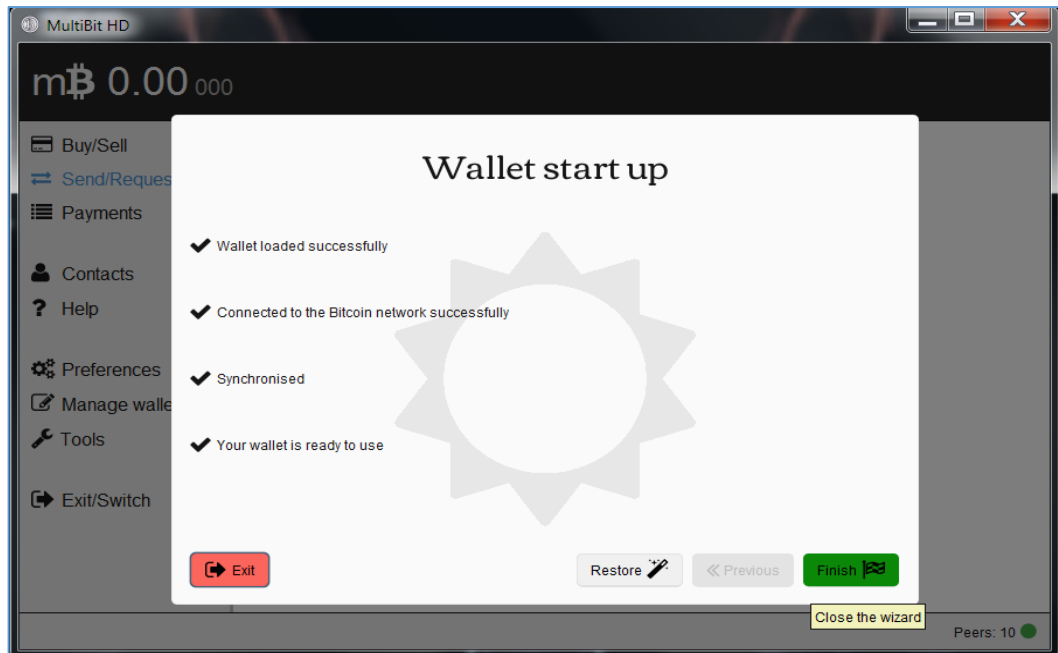 MultiBit HD
m฿ 0.00 000
Buy/Sell
Send/Reques
Payments
Contacts
Help
Preferences
Manage walle
Tools
Exit/Switch
Wallet start up
Wallet loaded successfully
Connected to the Bitcoin network successfully
Synchronised
Your wallet is ready to use
Exit
Restore
Previous
Finish
Close the wizard
Peers: 10